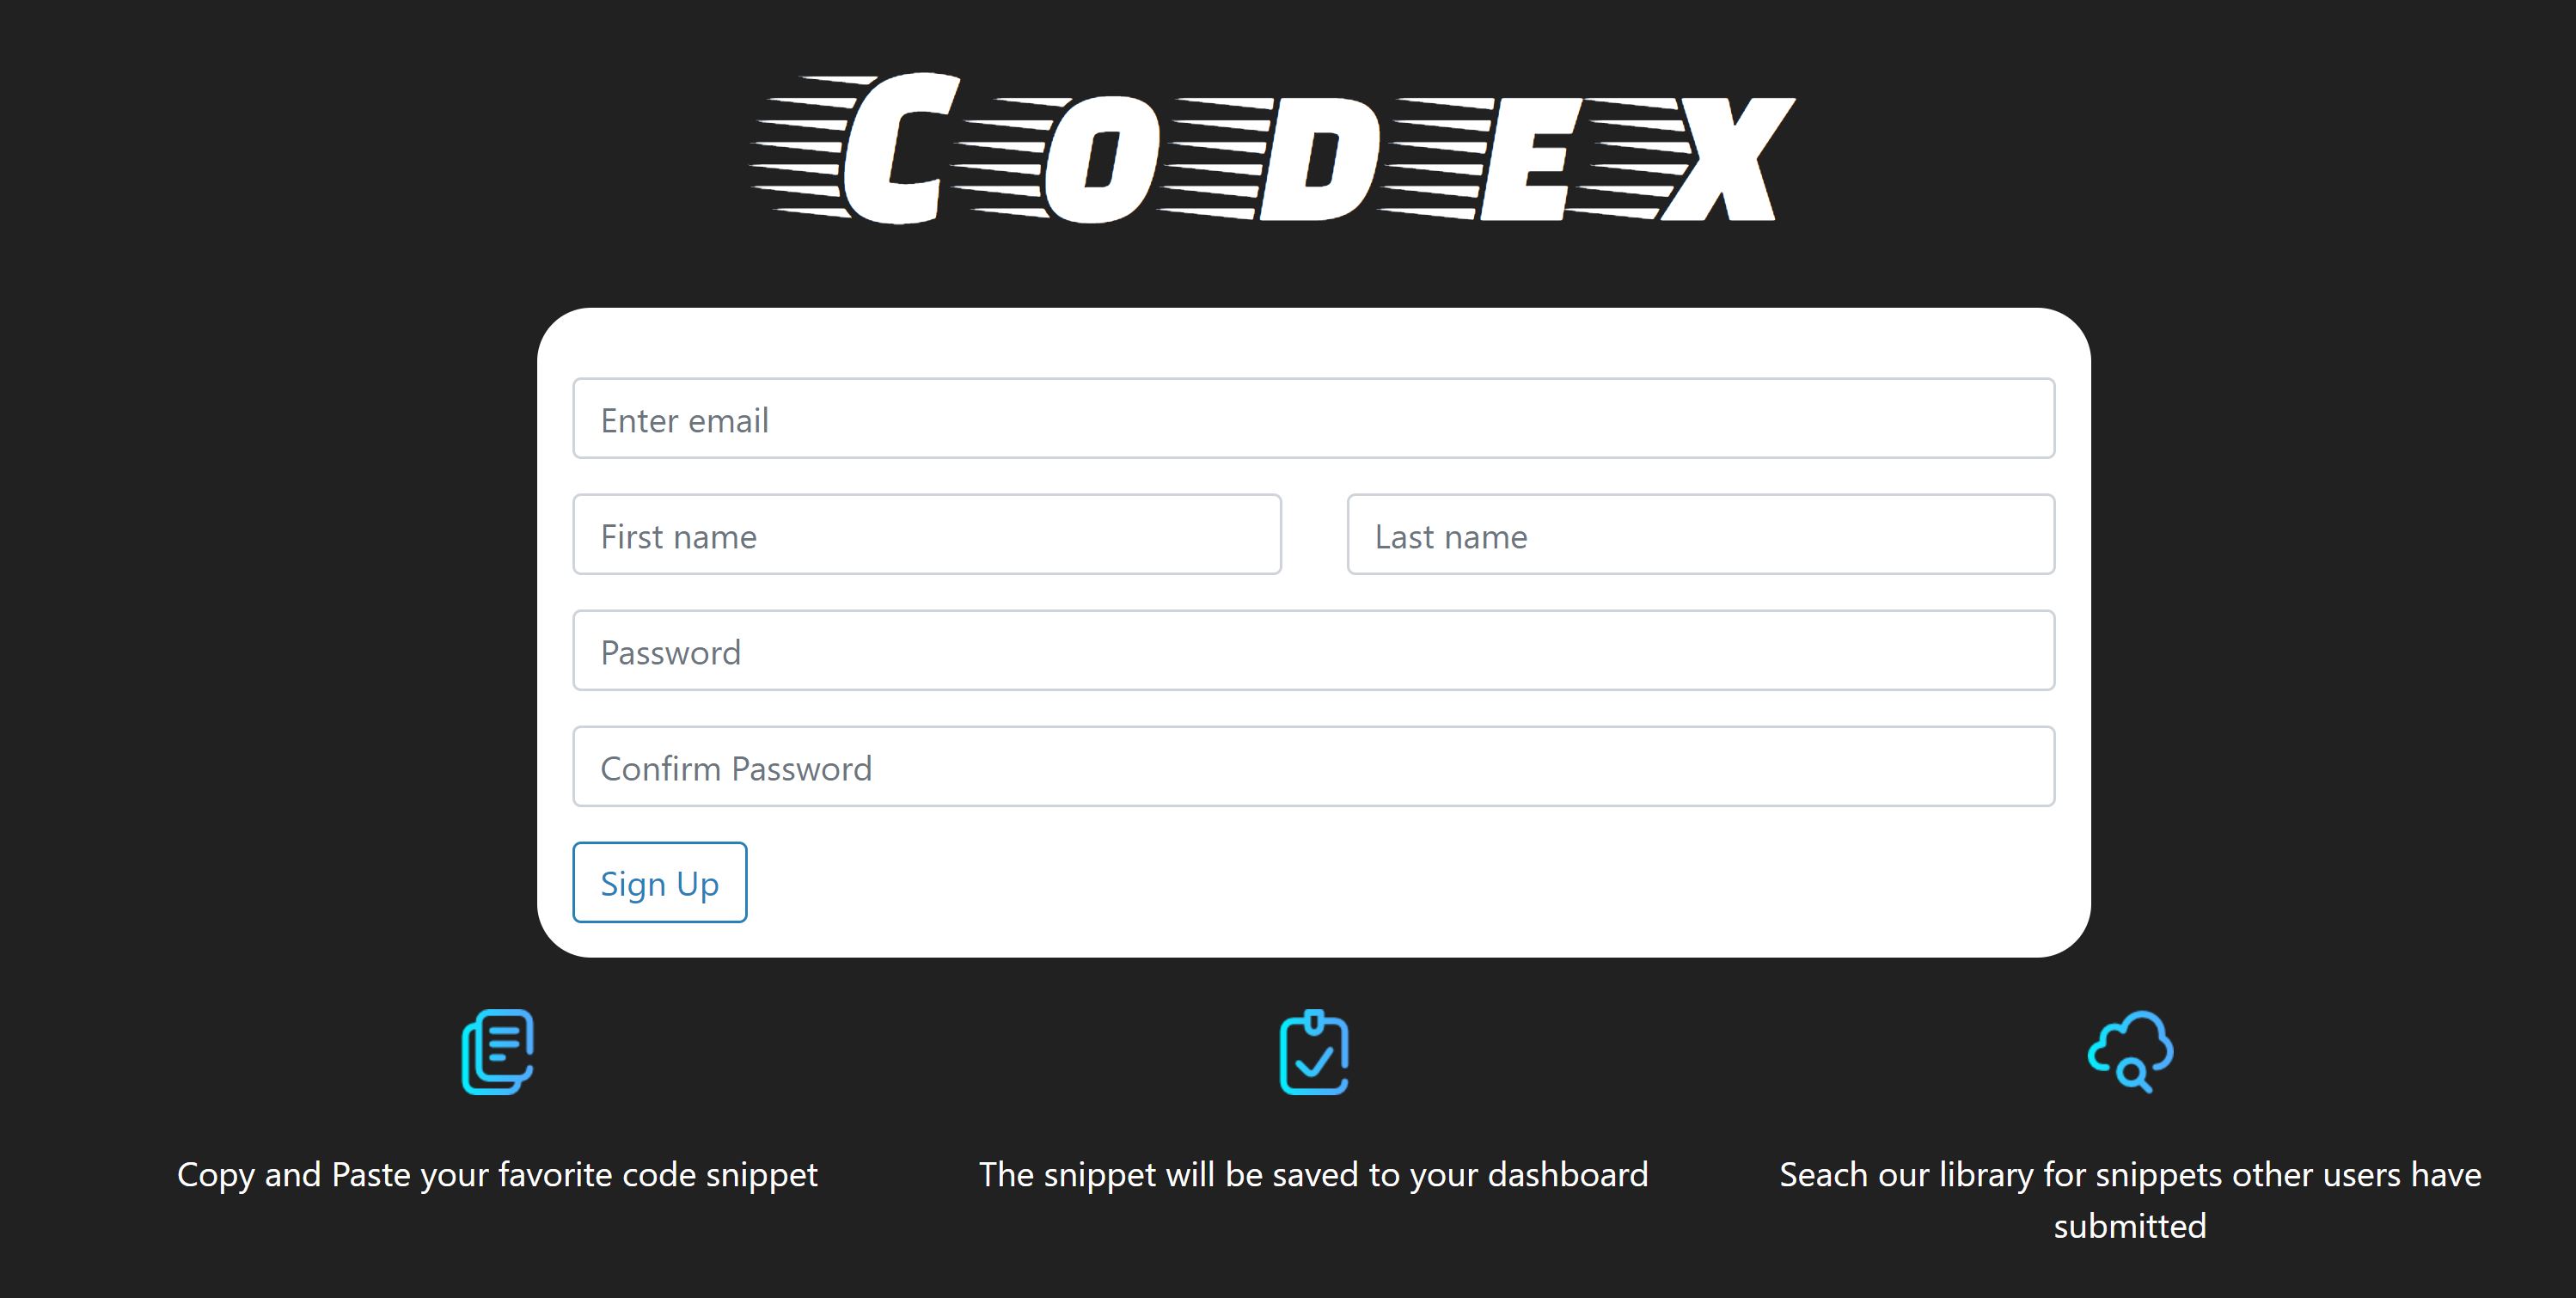 Codex
Enter email
First name
Last name
Password
Confirm Password
Sign Up
Copy and Paste your favorite code snippet
The snippet will be saved to your dashboard
Seach our library for snippets other users have
submitted